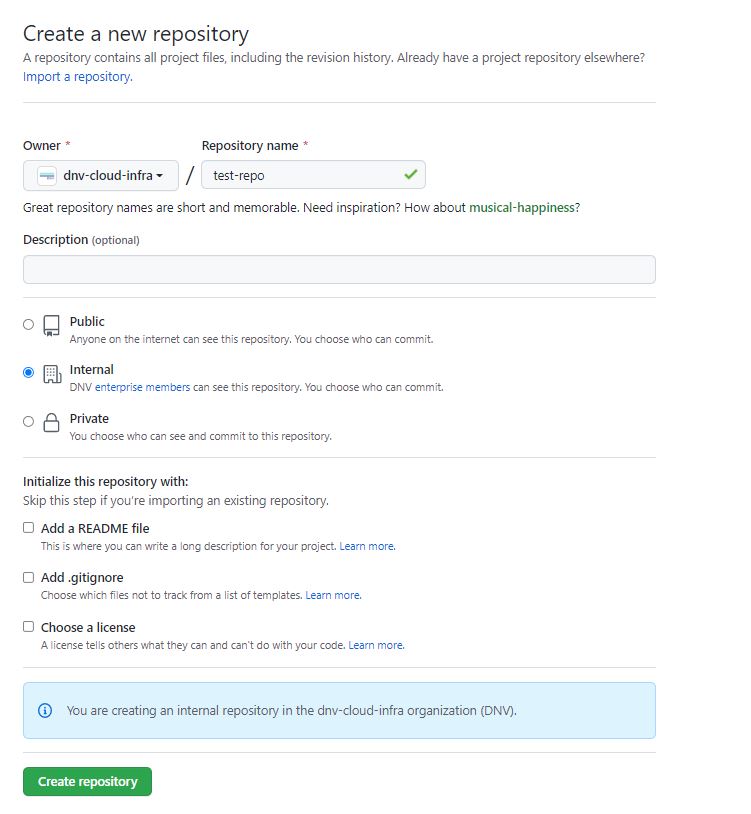 Create a new repository
A repository contains all project files, including the revision history. Already have a project repository elsewhere?
Import a repository.
Owner * Repository name *
dnv-cloud-infra / test-repo
Great repository names are short and memorable. Need inspiration? How about musical-happiness?
Description (optional)
Public
Anyone on the internet can see this repository. You choose who can commit.
Internal
DNV enterprise members can see this repository. You choose who can commit.
Private
You choose who can see and commit to this repository.
Initialize this repository with:
Skip this step if you're importing an existing repository.
Add a README file
This is where you can write a long description for your project. Learn more.
Add .gitignore
Choose which files not to track from a list of templates. Learn more.
Choose a license
A license tells others what they can and can't do with your code. Learn more.
You are creating an internal repository in the dnv-cloud-infra organization (DNV).
Create repository